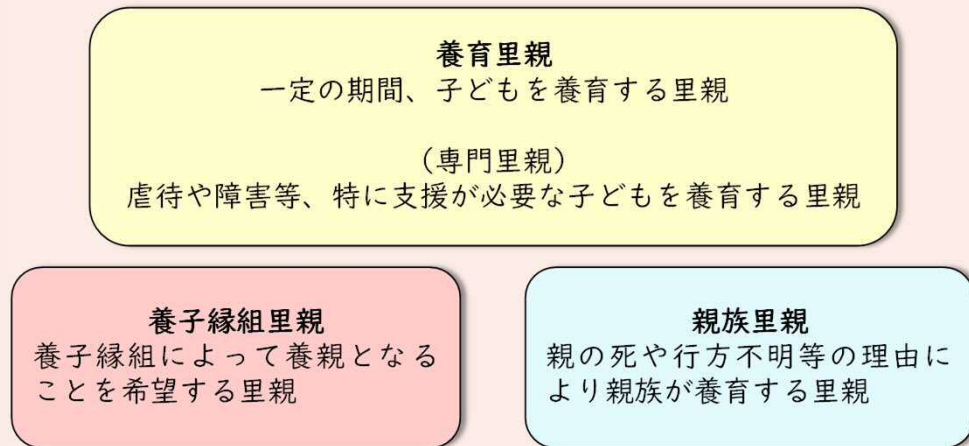 養育里親
一定の期間、子どもを養育する里親
（専門里親）
虐待や障害等、特に支援が必要な子どもを養育する里親
養子縁組里親
養子縁組によって養親となる
ことを希望する里親
親族里親
親の死や行方不明等の理由に
より親族が養育する里親